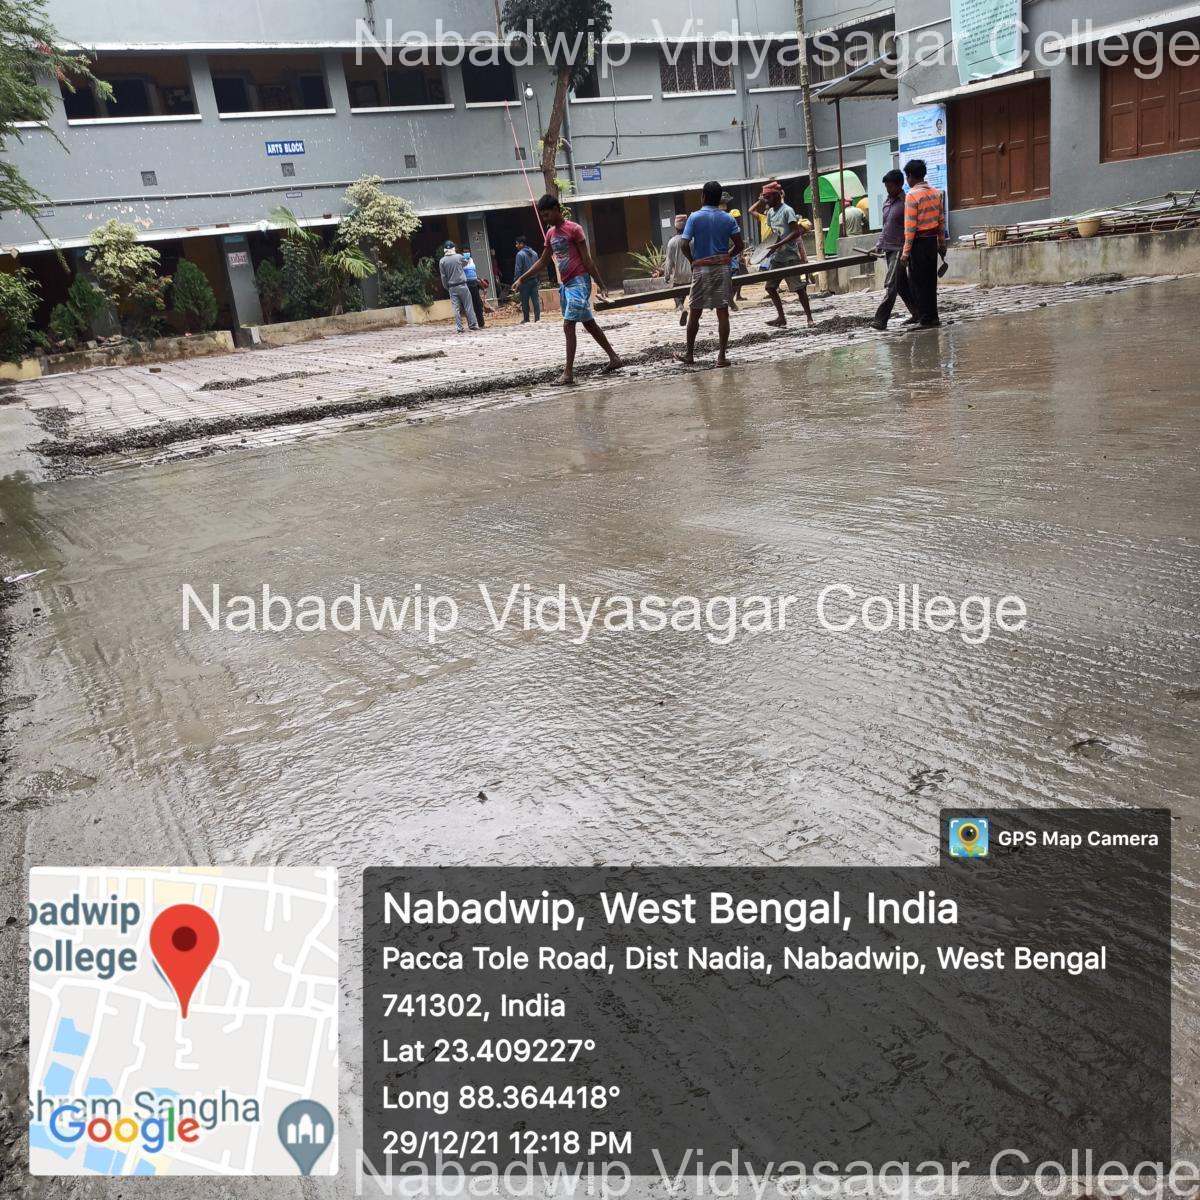 Nabadwip Vidyasagar College
ARTS BLOCK
Nabadwip Vidyasagar College
GPS Map Camera
Nabadwip, West Bengal, India
Pacca Tole Road, Dist Nadia, Nabadwip, West Bengal
741302, India
Lat 23.409227°
Long 88.364418°
29/12/21 12:18 PM
badwip
ollege
shram Sangha
Google
Nabadwip Vidyasagar College